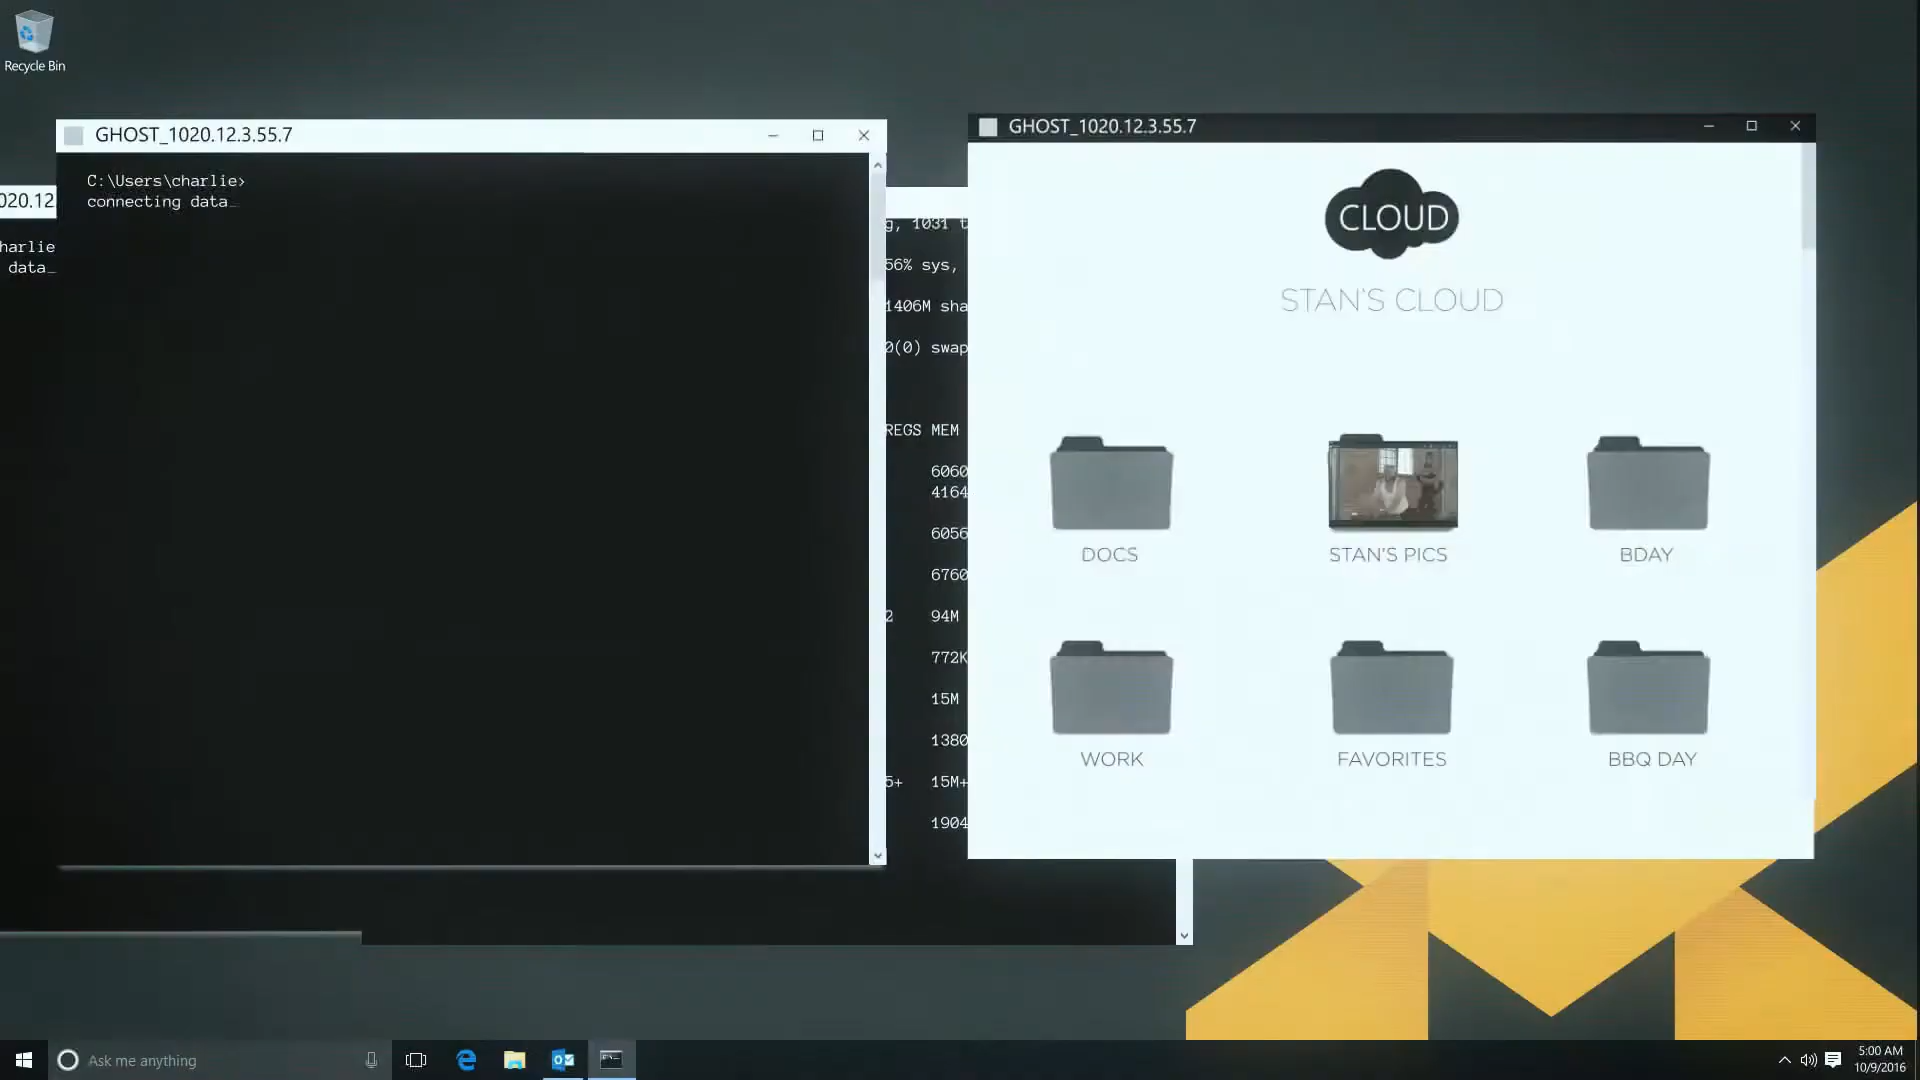 Recycle Bin
GHOST_1020.12.3.55.7
C:\Users\charlie>
connecting data_
020.12
harlie
data_
g, 1031 t
56% sys,
1406M sha
0(0) swap
REGS MEM
6060
4164
6056
6760
2 94M
772K
15M
1380
5+ 15M+
1904
GHOST_1020.12.3.55.7
CLOUD
STAN'S CLOUD
DOCS
STAN'S PICS
BDAY
WORK
FAVORITES
BBQ DAY
Ask me anything
5:00 AM
10/9/2016